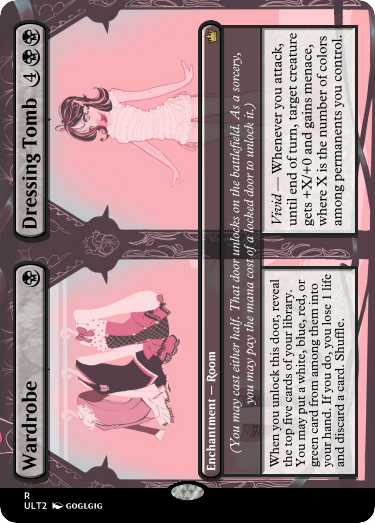 Wardrobe
Enchantment — Room
(You may cast either half. That door unlocks on the battlefield. As a sorcery,
you may pay the mana cost of a locked door to unlock it.)
When you unlock this door, reveal
the top five cards of your library.
You may put a white, blue, red, or
green card from among them into
your hand. If you do, you lose 1 life
and discard a card. Shuffle.
Dressing Tomb 4
Vivid — Whenever you attack,
until end of turn, target creature
gets +X/+0 and gains menace,
where X is the number of colors
among permanents you control.
R
ULT2 GOGLGIG